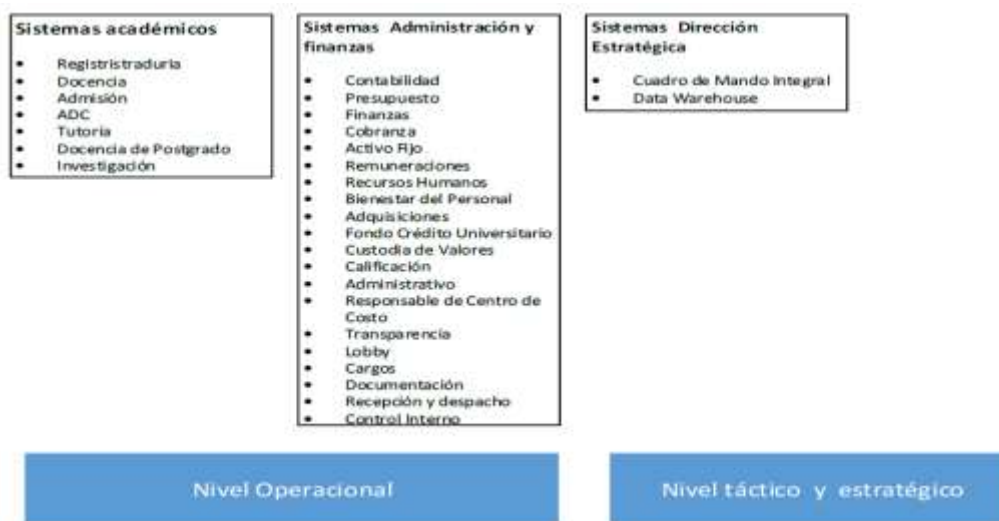 Sistemas académicos
• Registristraduria
• Docencia
• Admisión
• ADC
• Tutoria
• Docencia de Postgrado
• Investigación
Sistemas Administración y
finanzas
• Contabilidad
• Presupuesto
• Finanzas
• Cobranza
• Activo Fijo
• Remuneraciones
• Recursos Humanos
• Bienestar del Personal
• Adquisiciones
• Fondo Crédito Universitario
• Custodia de Valores
• Calificación
• Administrativo
• Responsable de Centro de
Costo
• Transparencia
• Lobby
• Cargos
• Documentación
• Recepción y despacho
• Control Interno
Sistemas Dirección
Estratégica
• Cuadro de Mando Integral
• Data Warehouse
Nivel Operacional
Nivel táctico y estratégico